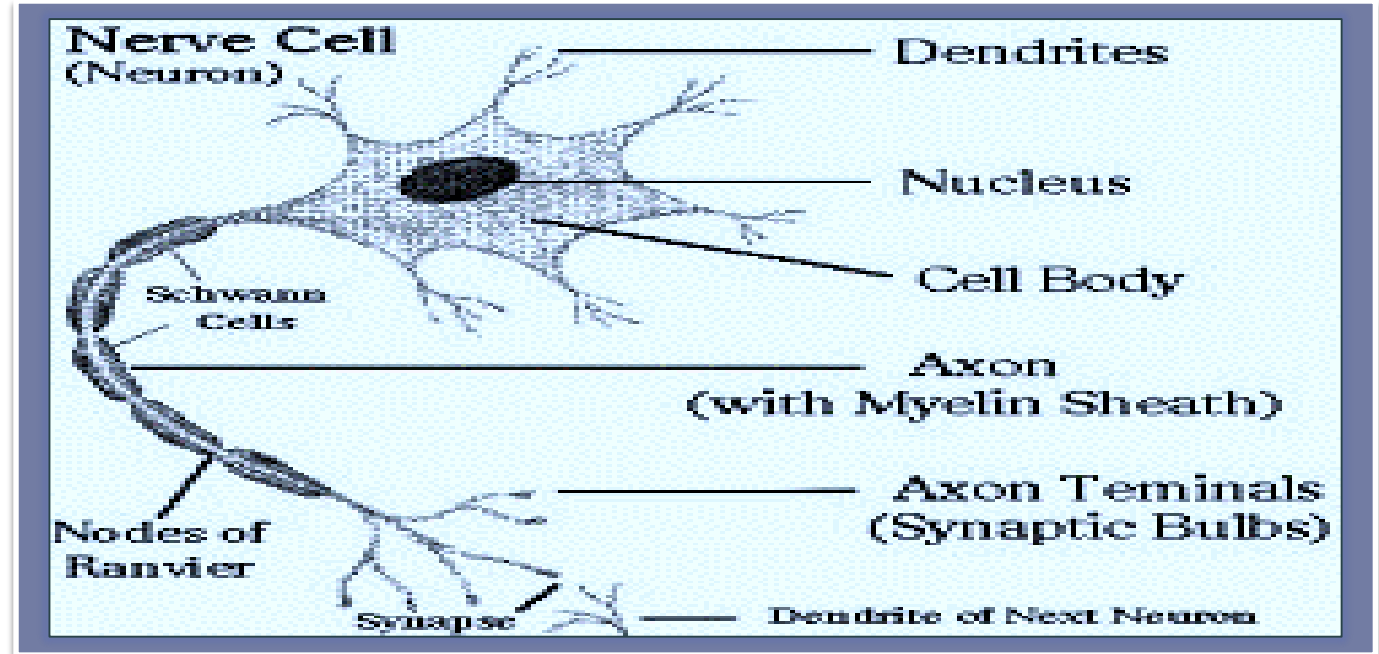 Nerve Cell
(Neuron)
Dendrites
Nucleus
Cell Body
Schwann
Cells
Axon
(with Myelin Sheath)
Axon Teminals
(Synaptic Bulbs)
Nodes of
Ranvier
Synapse
Dendrite of Next Neuron